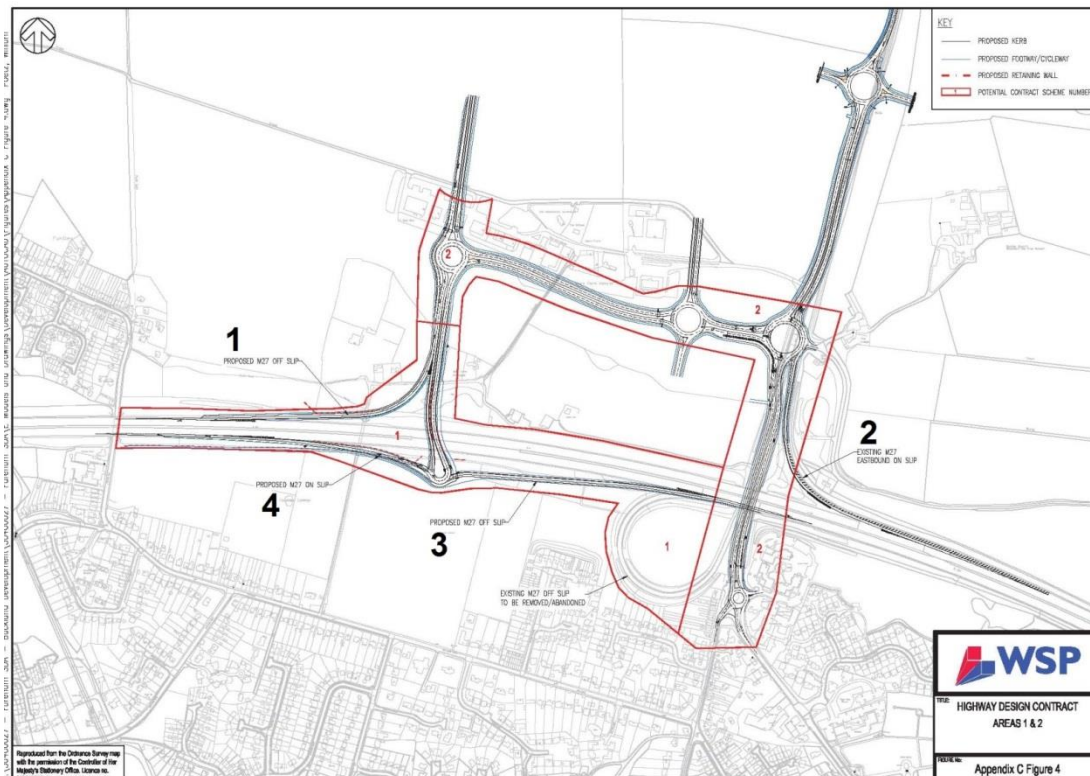 KEY
PROPOSED KERB
PROPOSED FOOTWAY/CYCLEWAY
PROPOSED RETAINING WALL
1 POTENTIAL CONTRACT SCHEME NUMBER
2
2
1
PROPOSED M27 OFF SLIP
1
2
EXISTING M27
EASTBOUND ON SLIP
PROPOSED M27 ON SLIP
4
PROPOSED M27 OFF SLIP
3
1
2
EXISTING M27 OFF SLIP
TO BE REMOVED/ABANDONED
WSP
TITLE:
HIGHWAY DESIGN CONTRACT
AREAS 1 & 2
FIGURE No:
Appendix C Figure 4
Reproduced from the Ordnance Survey map
with the permission of the Controller of Her
Majesty's Stationery Office. Licence no.